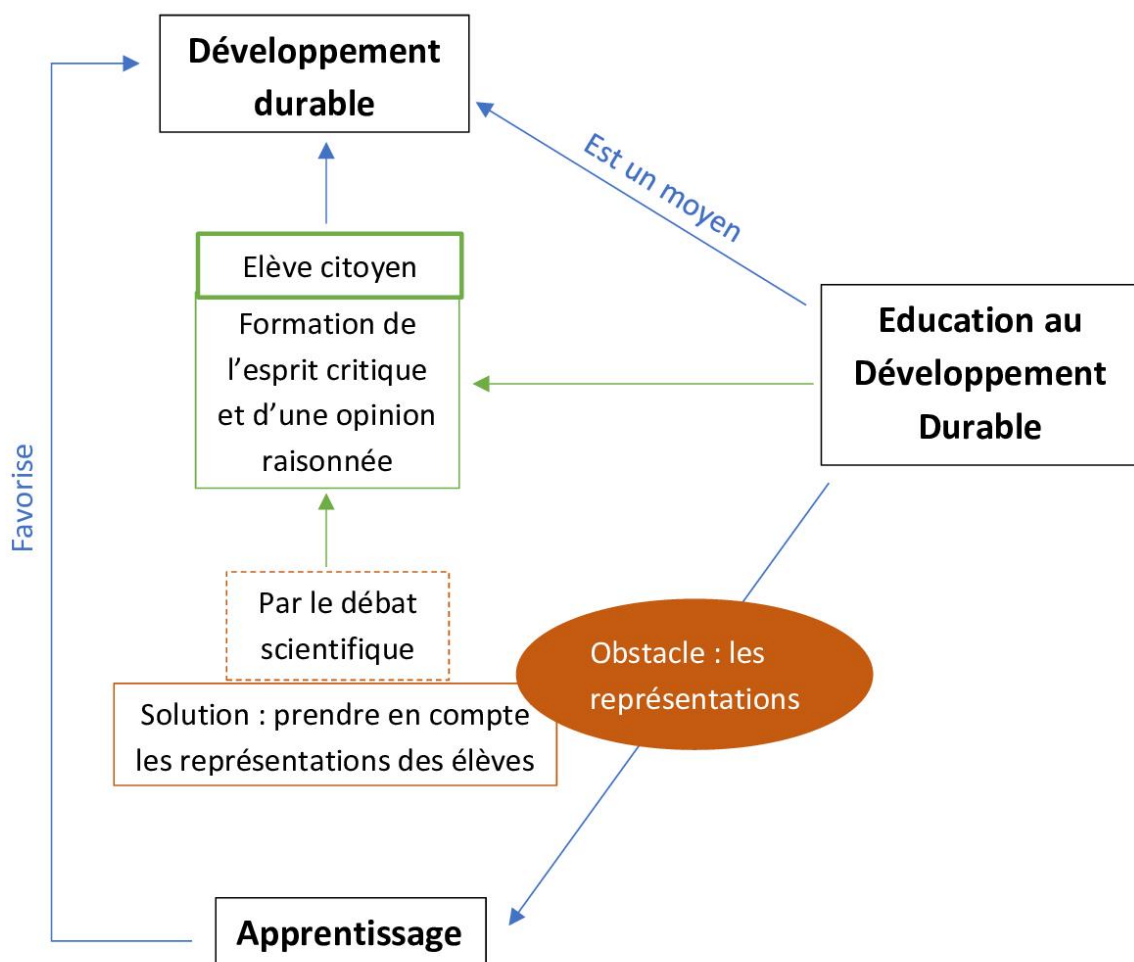 Développement
durable
Est un moyen
Elève citoyen
Formation de
l’esprit critique
et d’une opinion
raisonnée
Education au
Développement
Durable
Favorise
Par le débat
scientifique
Obstacle : les
représentations
Solution : prendre en compte
les représentations des élèves
Apprentissage